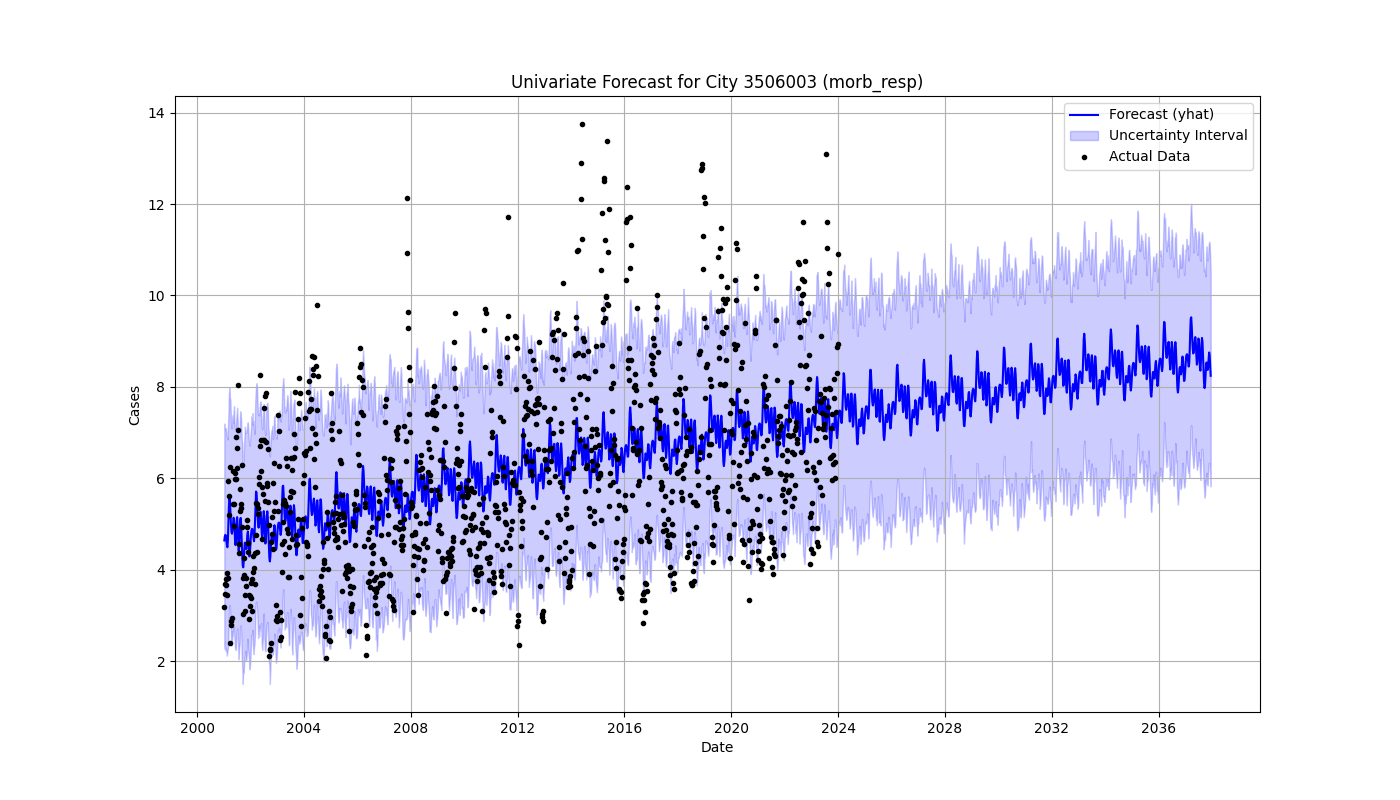 Univariate Forecast for City 3506003 (morb_resp)
Forecast (yhat)
Uncertainty Interval
Actual Data
14
12
10
8
6
4
2
Cases
2000 2004 2008 2012 2016 2020 2024 2028 2032 2036
Date